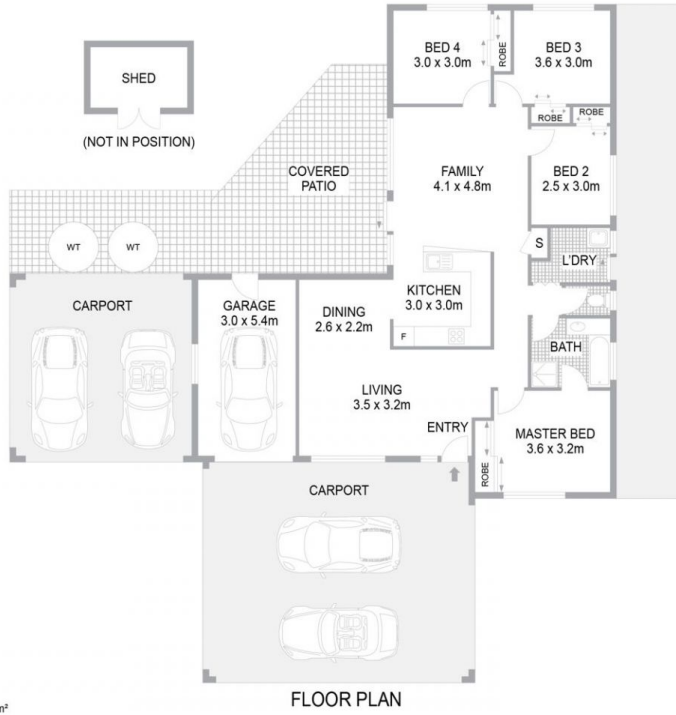 SHED
(NOT IN POSITION)
BED 4
3.0 x 3.0m
ROBE
BED 3
3.6 x 3.0m
ROBE
ROBE
COVERED
PATIO
FAMILY
4.1 x 4.8m
BED 2
2.5 x 3.0m
WT
WT
S
L'DRY
CARPORT
GARAGE
3.0 x 5.4m
DINING
2.6 x 2.2m
KITCHEN
3.0 x 3.0m
F
BATH
LIVING
3.5 x 3.2m
ENTRY
MASTER BED
3.6 x 3.2m
ROBE
CARPORT
FLOOR PLAN
m²